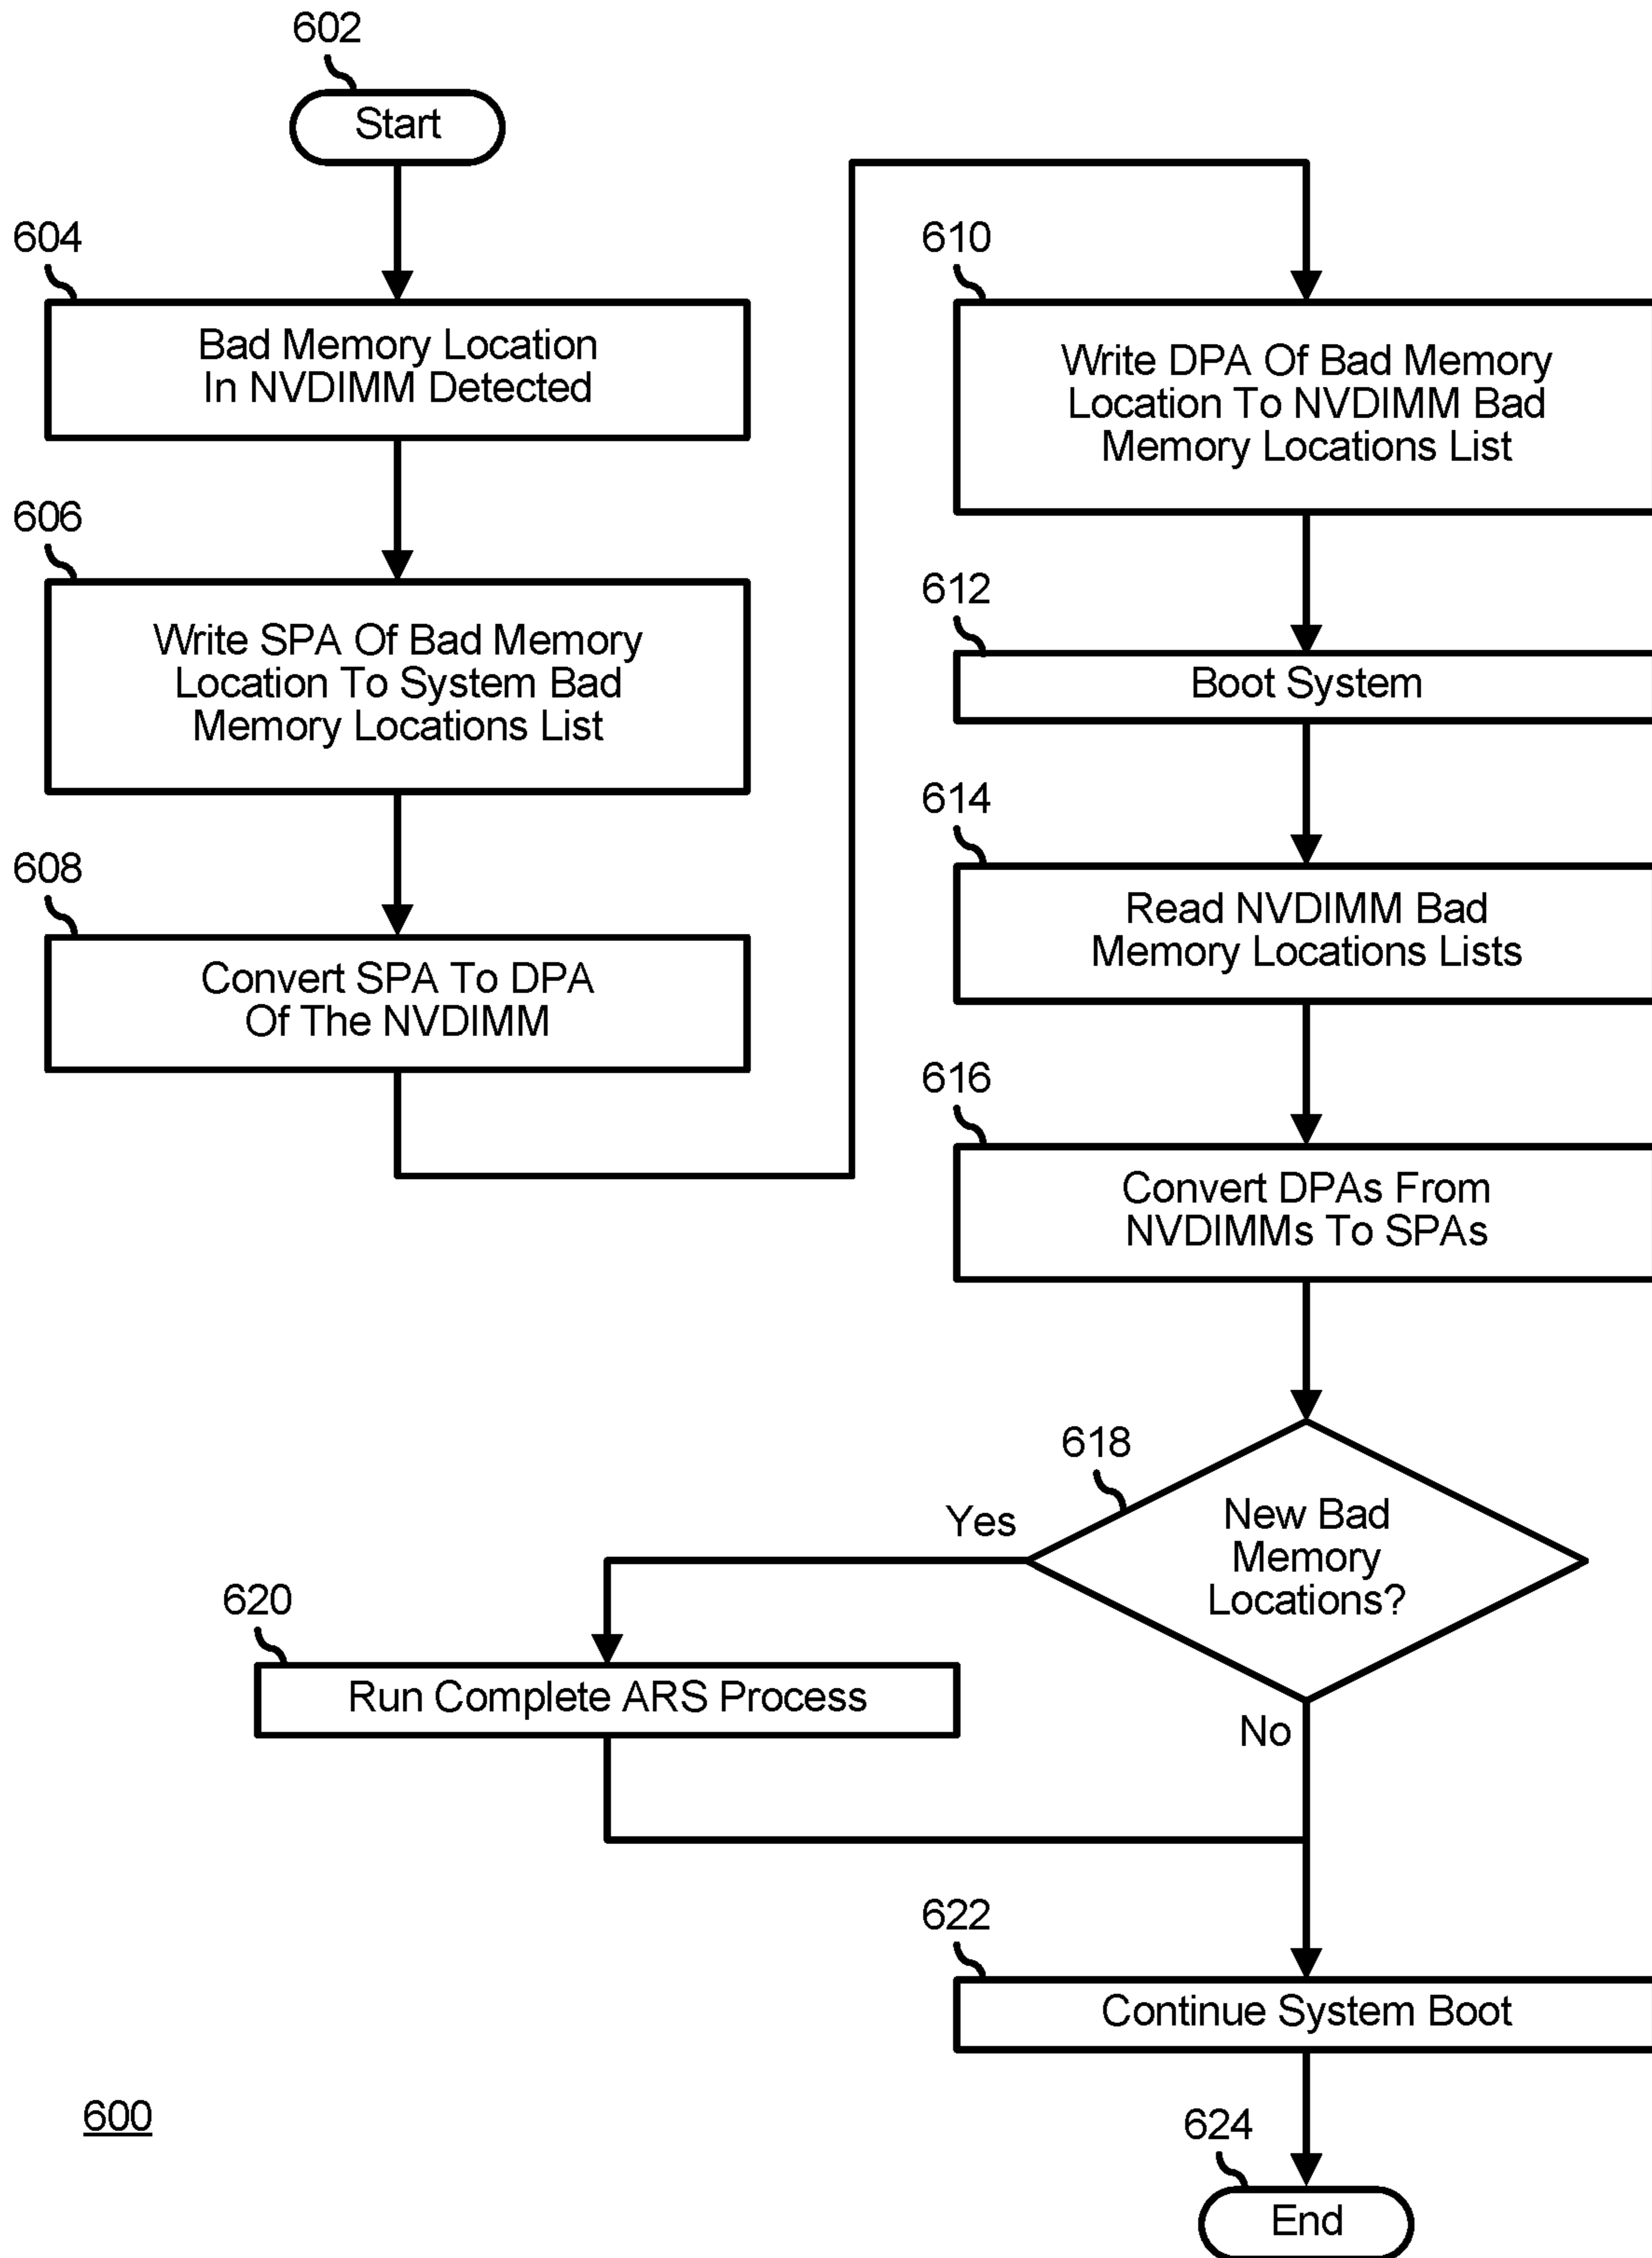 602
Start
604
Bad Memory Location
In NVDIMM Detected
606
Write SPA Of Bad Memory
Location To System Bad
Memory Locations List
608
Convert SPA To DPA
Of The NVDIMM
610
Write DPA Of Bad Memory
Location To NVDIMM Bad
Memory Locations List
612
Boot System
614
Read NVDIMM Bad
Memory Locations Lists
616
Convert DPAs From
NVDIMMs To SPAs
618
New Bad
Memory
Locations?
Yes
No
620
Run Complete ARS Process
622
Continue System Boot
624
End
600